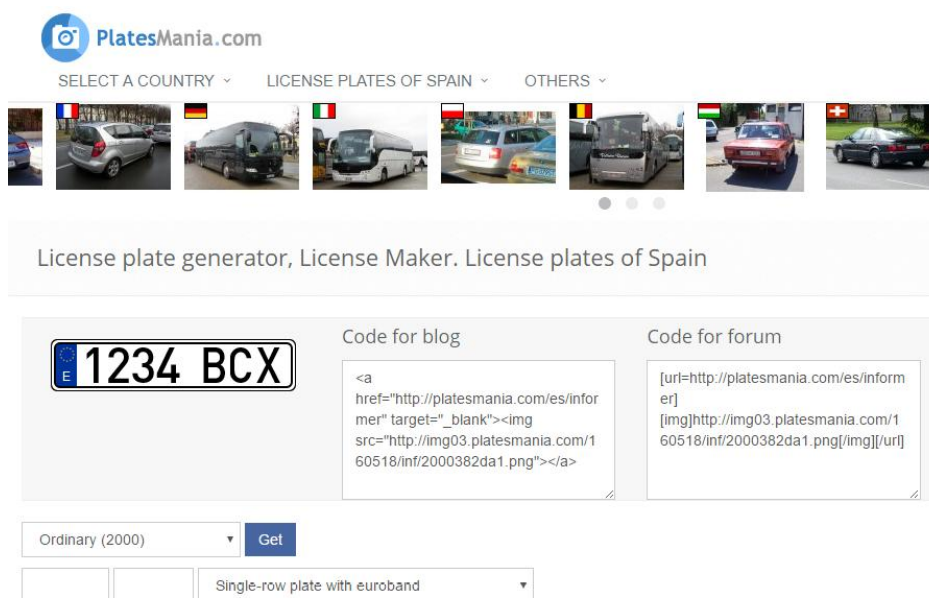 PlatesMania.com
SELECT A COUNTRY LICENSE PLATES OF SPAIN OTHERS
License plate generator, License Maker. License plates of Spain
E 1234 BCX
Code for blog
<a
href="http://platesmania.com/es/infor
mer" target="_blank"><img
src="http://img03.platesmania.com/1
60518/inf/2000382da1.png"></a>
Code for forum
[url=http://platesmania.com/es/inform
er]
[img]http://img03.platesmania.com/1
60518/inf/2000382da1.png[/img][/url]
Ordinary (2000) Get
Single-row plate with euroband